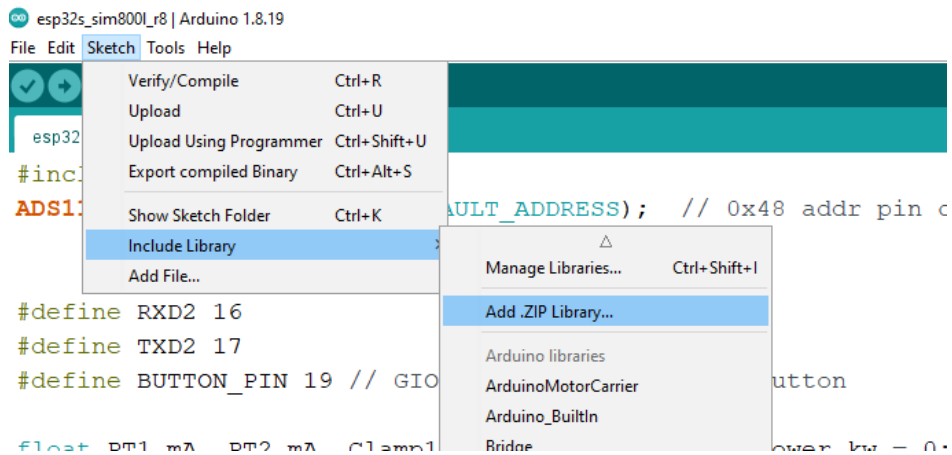 esp32s_sim800l_r8 | Arduino 1.8.19
File Edit Sketch Tools Help
Verify/Compile Ctrl+R
Upload Ctrl+U
esp32
Upload Using Programmer Ctrl+Shift+U
#incl
Export compiled Binary Ctrl+Alt+S
ADS11
AULT_ADDRESS); // 0x48 addr pin
Show Sketch Folder Ctrl+K
Include Library
Add File...
Manage Libraries... Ctrl+Shift+I
Add .ZIP Library...
Arduino libraries
ArduinoMotorCarrier
Arduino_BuiltIn
Bridge
#define RXD2 16
#define TXD2 17
#define BUTTON_PIN 19 // GIO utton
float PT1_mA, PT2_mA, Clamp1 ower_kw = 0